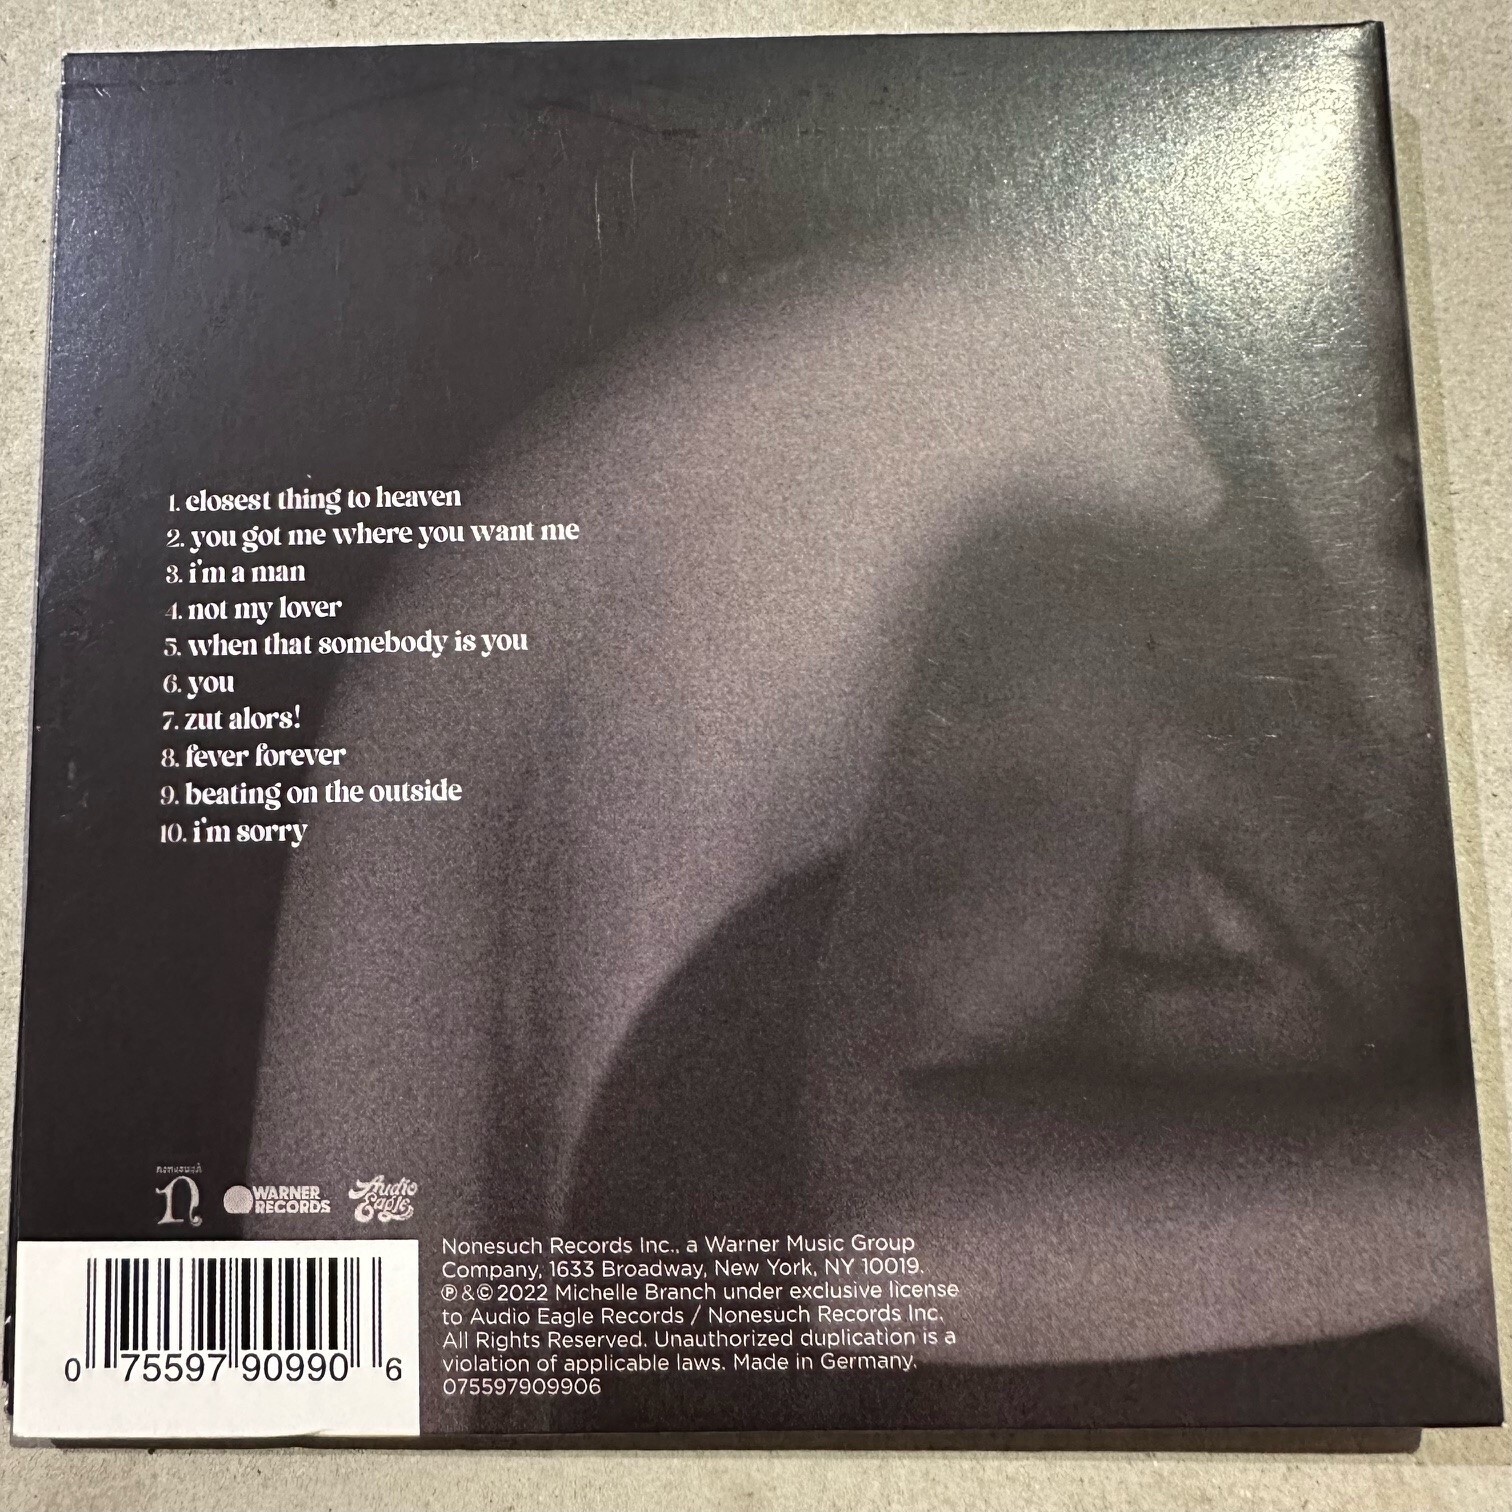 1. closest thing to heaven
2. you got me where you want me
3. i'm a man
4. not my lover
5. when that somebody is you
6. you
7. zut alors!
8. fever forever
9. beating on the outside
10. i'm sorry
nonesuch
n
WARNER
RECORDS
Audio
Eagle
0 75597 90990 6
Nonesuch Records Inc., a Warner Music Group
Company, 1633 Broadway, New York, NY 10019.
℗&© 2022 Michelle Branch under exclusive license
to Audio Eagle Records / Nonesuch Records Inc.
All Rights Reserved. Unauthorized duplication is a
violation of applicable laws. Made in Germany.
075597909906